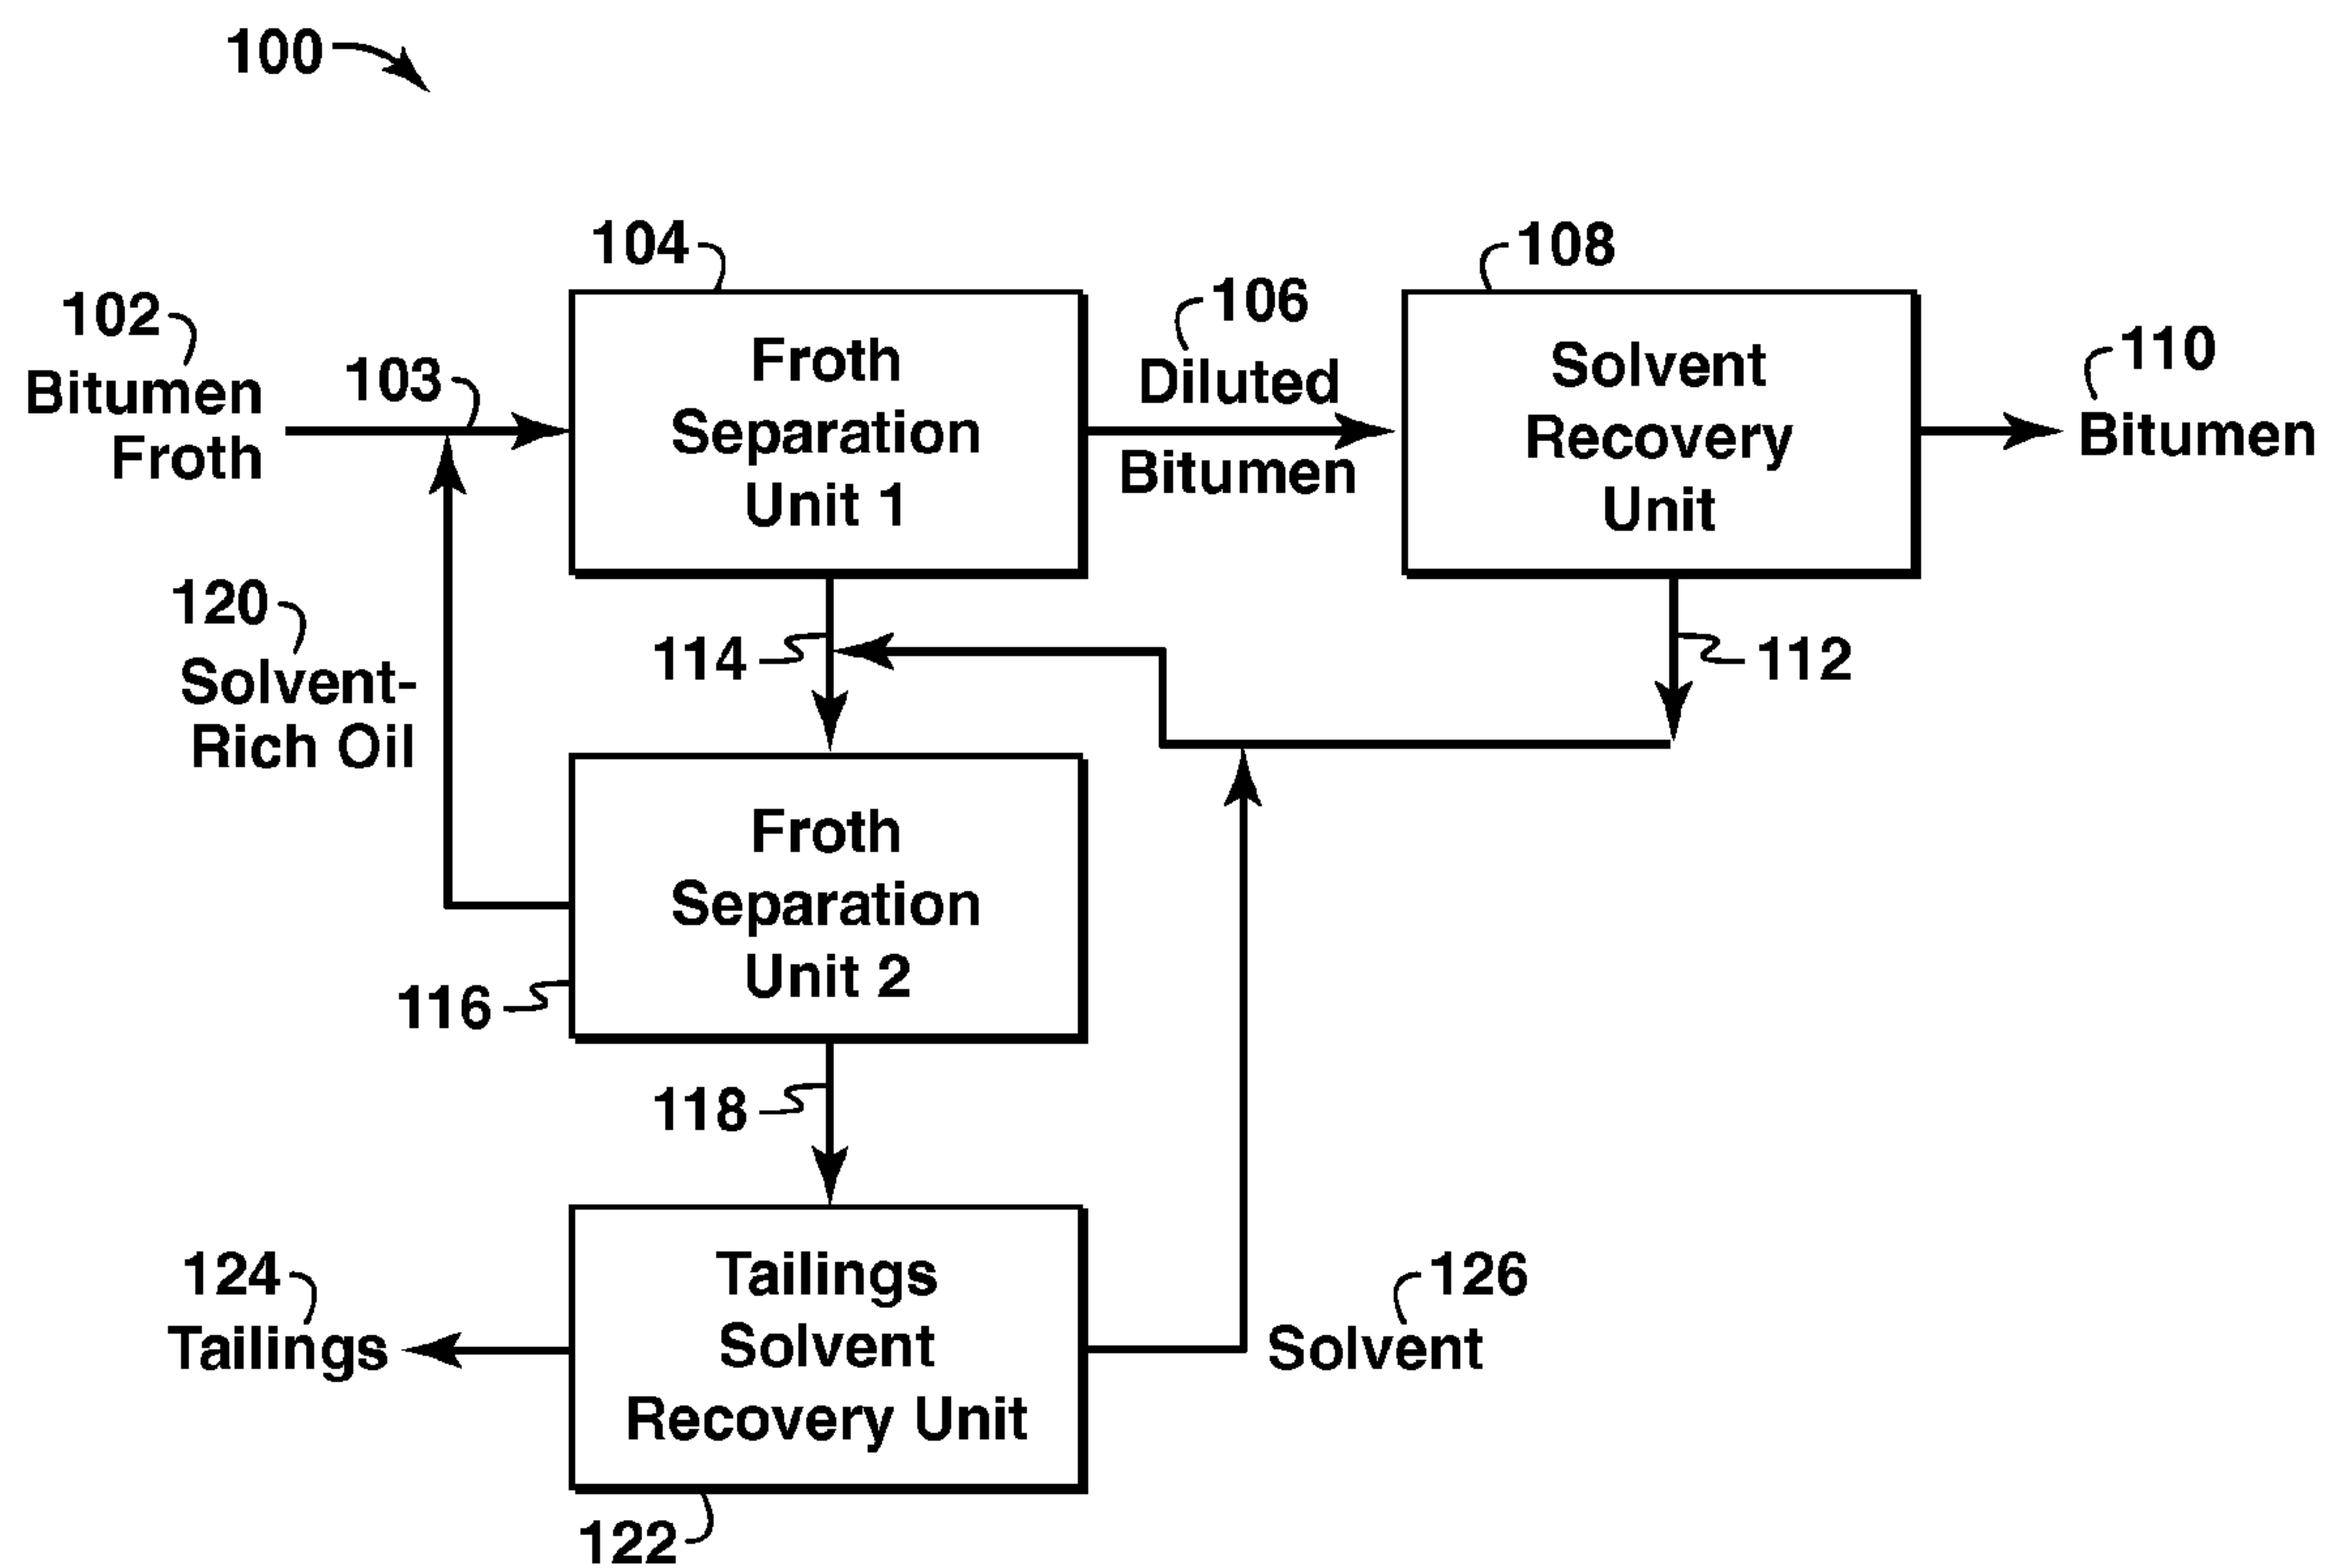 100
104
108
102
Bitumen
Froth
103
Froth
Separation
Unit 1
106
Diluted
Bitumen
Solvent
Recovery
Unit
110
Bitumen
120
Solvent-
Rich Oil
114
112
Froth
Separation
Unit 2
116
118
124
Tailings
Tailings
Solvent
Recovery Unit
126
Solvent
122